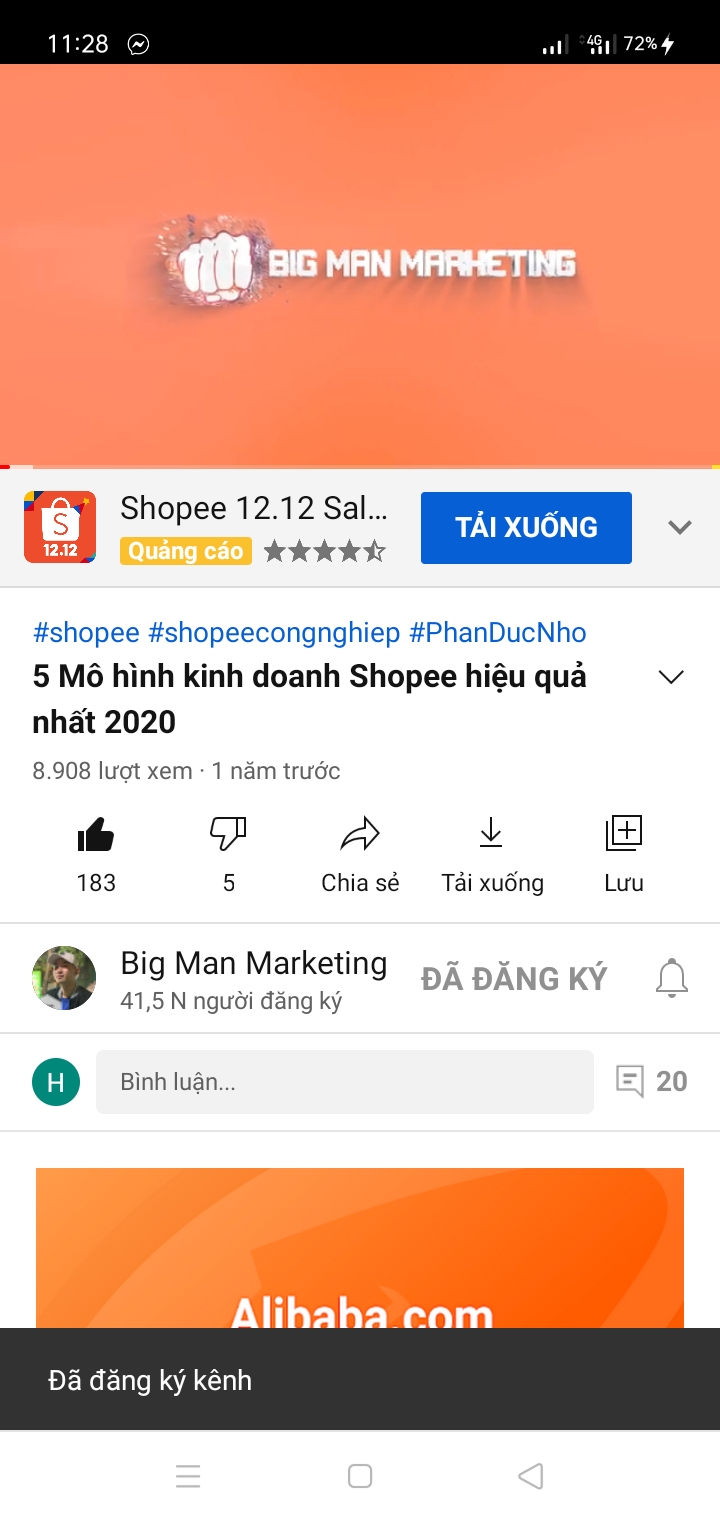 11:28
4G
72%
BIG MAN MARKETING
Shopee 12.12 Sal...
TẢI XUỐNG
S
12.12
Quảng cáo
#shopee #shopeecongnghiep #PhanDucNho
5 Mô hình kinh doanh Shopee hiệu quả
nhất 2020
8.908 lượt xem · 1 năm trước
183
5
Chia sẻ
Tải xuống
Lưu
Big Man Marketing
41,5 N người đăng ký
ĐÃ ĐĂNG KÝ
H
Bình luận...
20
Alibaba.com
Đã đăng ký kênh